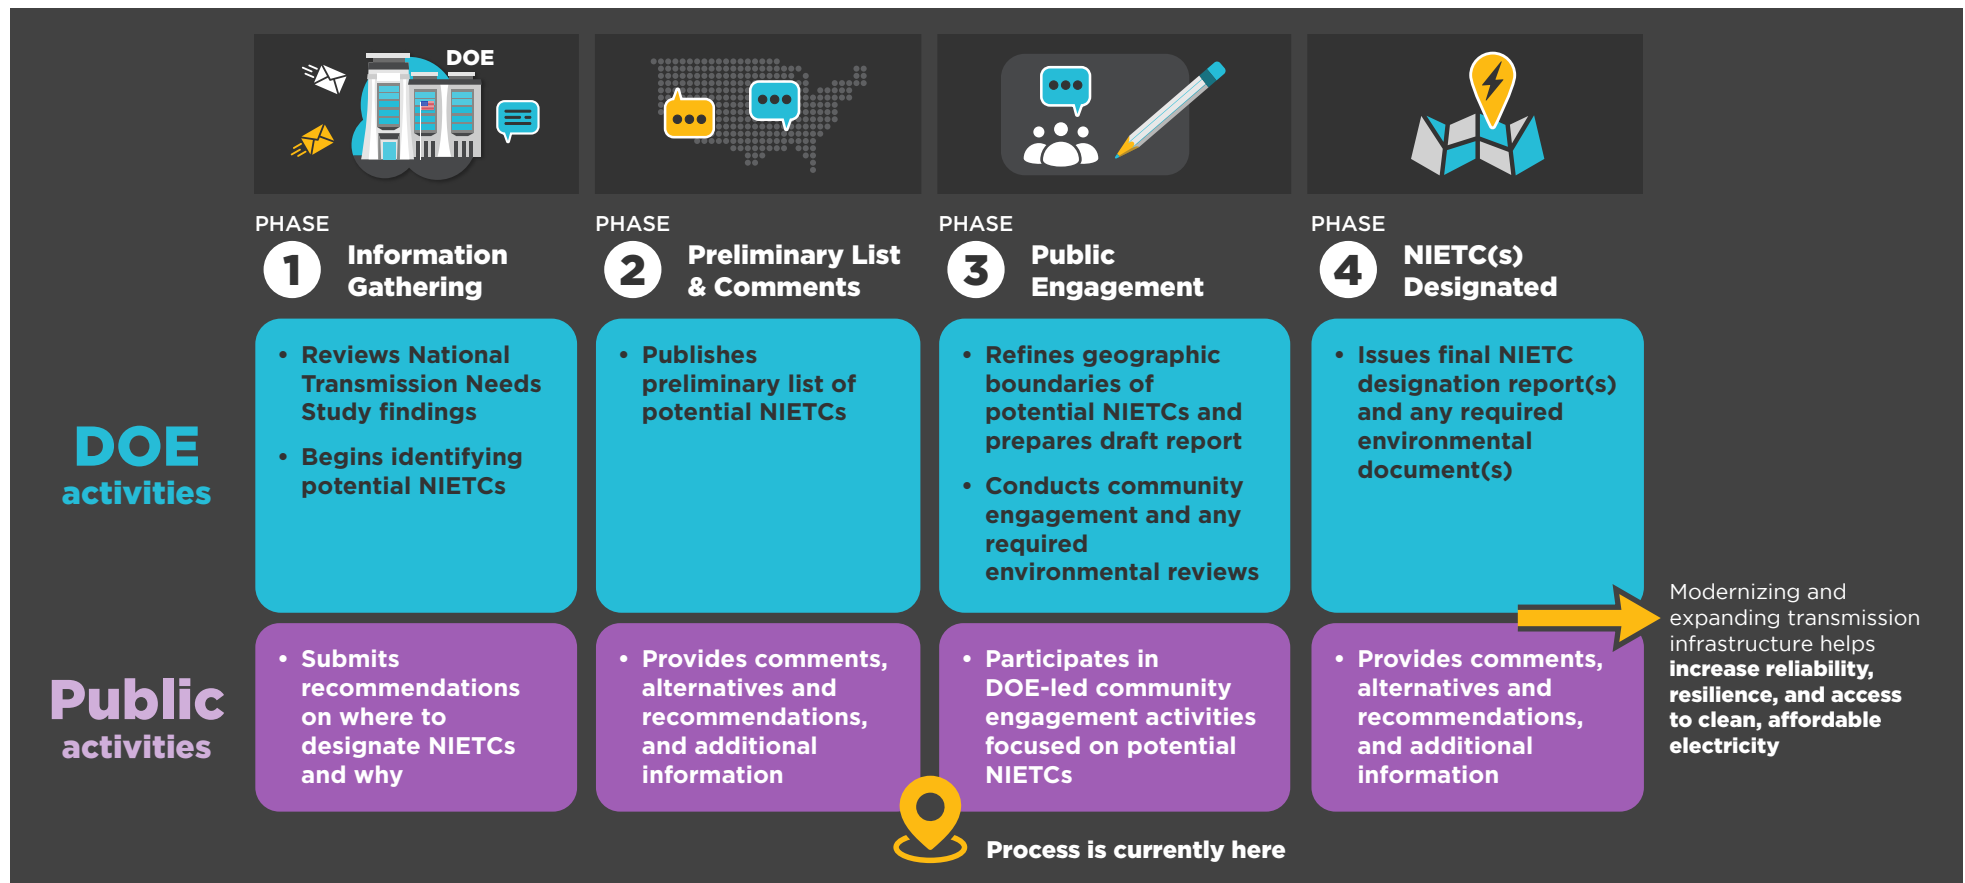 DOE
PHASE
1
Information
Gathering
PHASE
2
Preliminary List
& Comments
PHASE
3
Public
Engagement
PHASE
4
NIETC(s)
Designated
DOE
activities
• Reviews National
Transmission Needs
Study findings
• Begins identifying
potential NIETCs
• Publishes
preliminary list of
potential NIETCs
• Refines geographic
boundaries of
potential NIETCs and
prepares draft report
• Conducts community
engagement and any
required
environmental reviews
• Issues final NIETC
designation report(s)
and any required
environmental
document(s)
Public
activities
• Submits
recommendations
on where to
designate NIETCs
and why
• Provides comments,
alternatives and
recommendations,
and additional
information
• Participates in
DOE-led community
engagement activities
focused on potential
NIETCs
• Provides comments,
alternatives and
recommendations,
and additional
information
Modernizing and
expanding transmission
infrastructure helps
increase reliability,
resilience, and access
to clean, affordable
electricity
Process is currently here